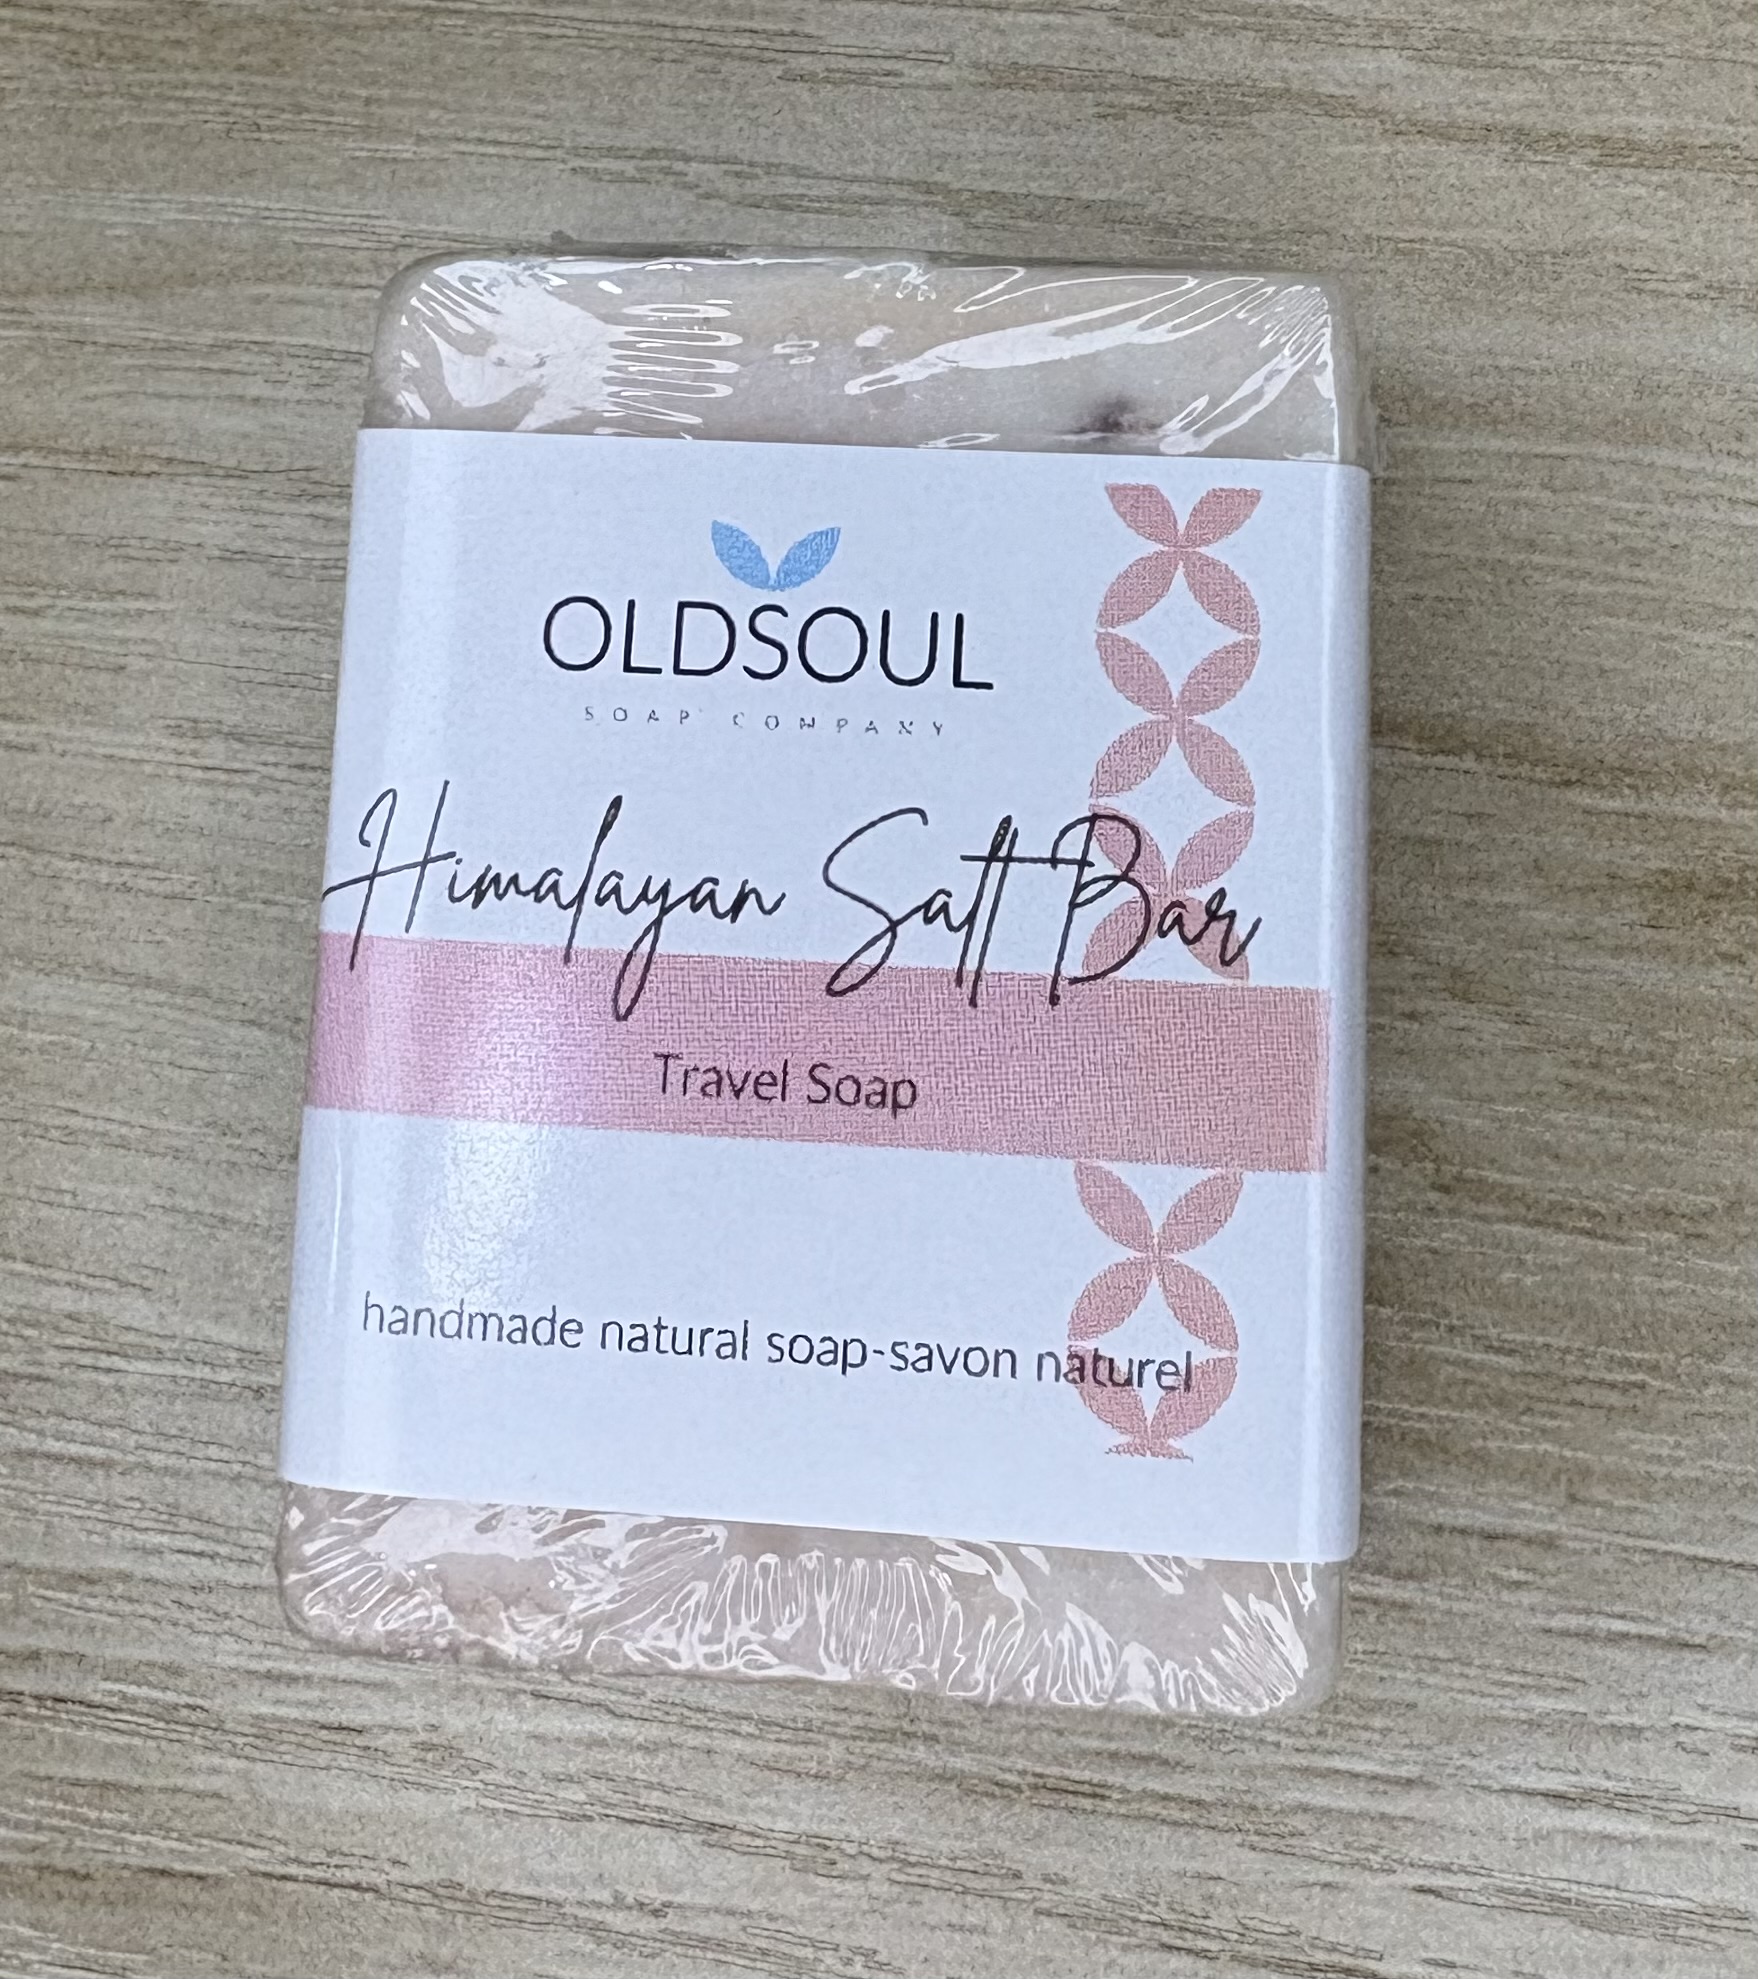 OLDSOUL
SOAP COMPANY
Himalayan Salt Bar
Travel Soap
handmade natural soap-savon naturel